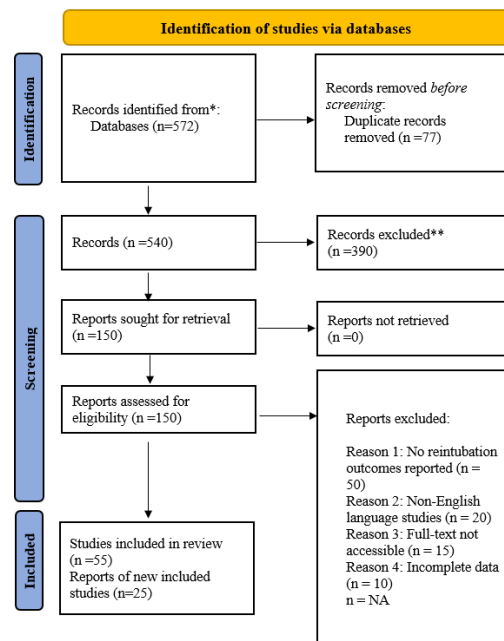 Identification of studies via databases
Identification
Records identified from*:
Databases (n=572)
Records removed before
screening:
Duplicate records
removed (n =77)
Screening
Records (n =540)
Records excluded**
(n =390)
Reports sought for retrieval
(n =150)
Reports not retrieved
(n =0)
Reports assessed for
eligibility (n =150)
Reports excluded:
Reason 1: No reintubation
outcomes reported (n =
50)
Reason 2: Non-English
language studies (n = 20)
Reason 3: Full-text not
accessible (n = 15)
Reason 4: Incomplete data
(n = 10)
n = NA
Included
Studies included in review
(n =55)
Reports of new included
studies (n=25)